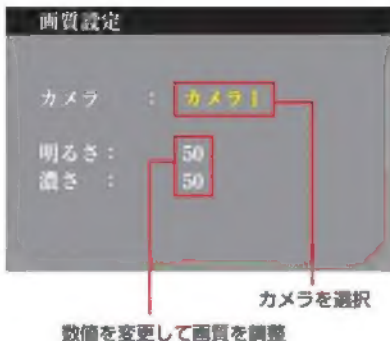 画質設定
カメラ : カメラ1
明るさ : 50
濃さ : 50
カメラを選択
数値を変更して画質を調整